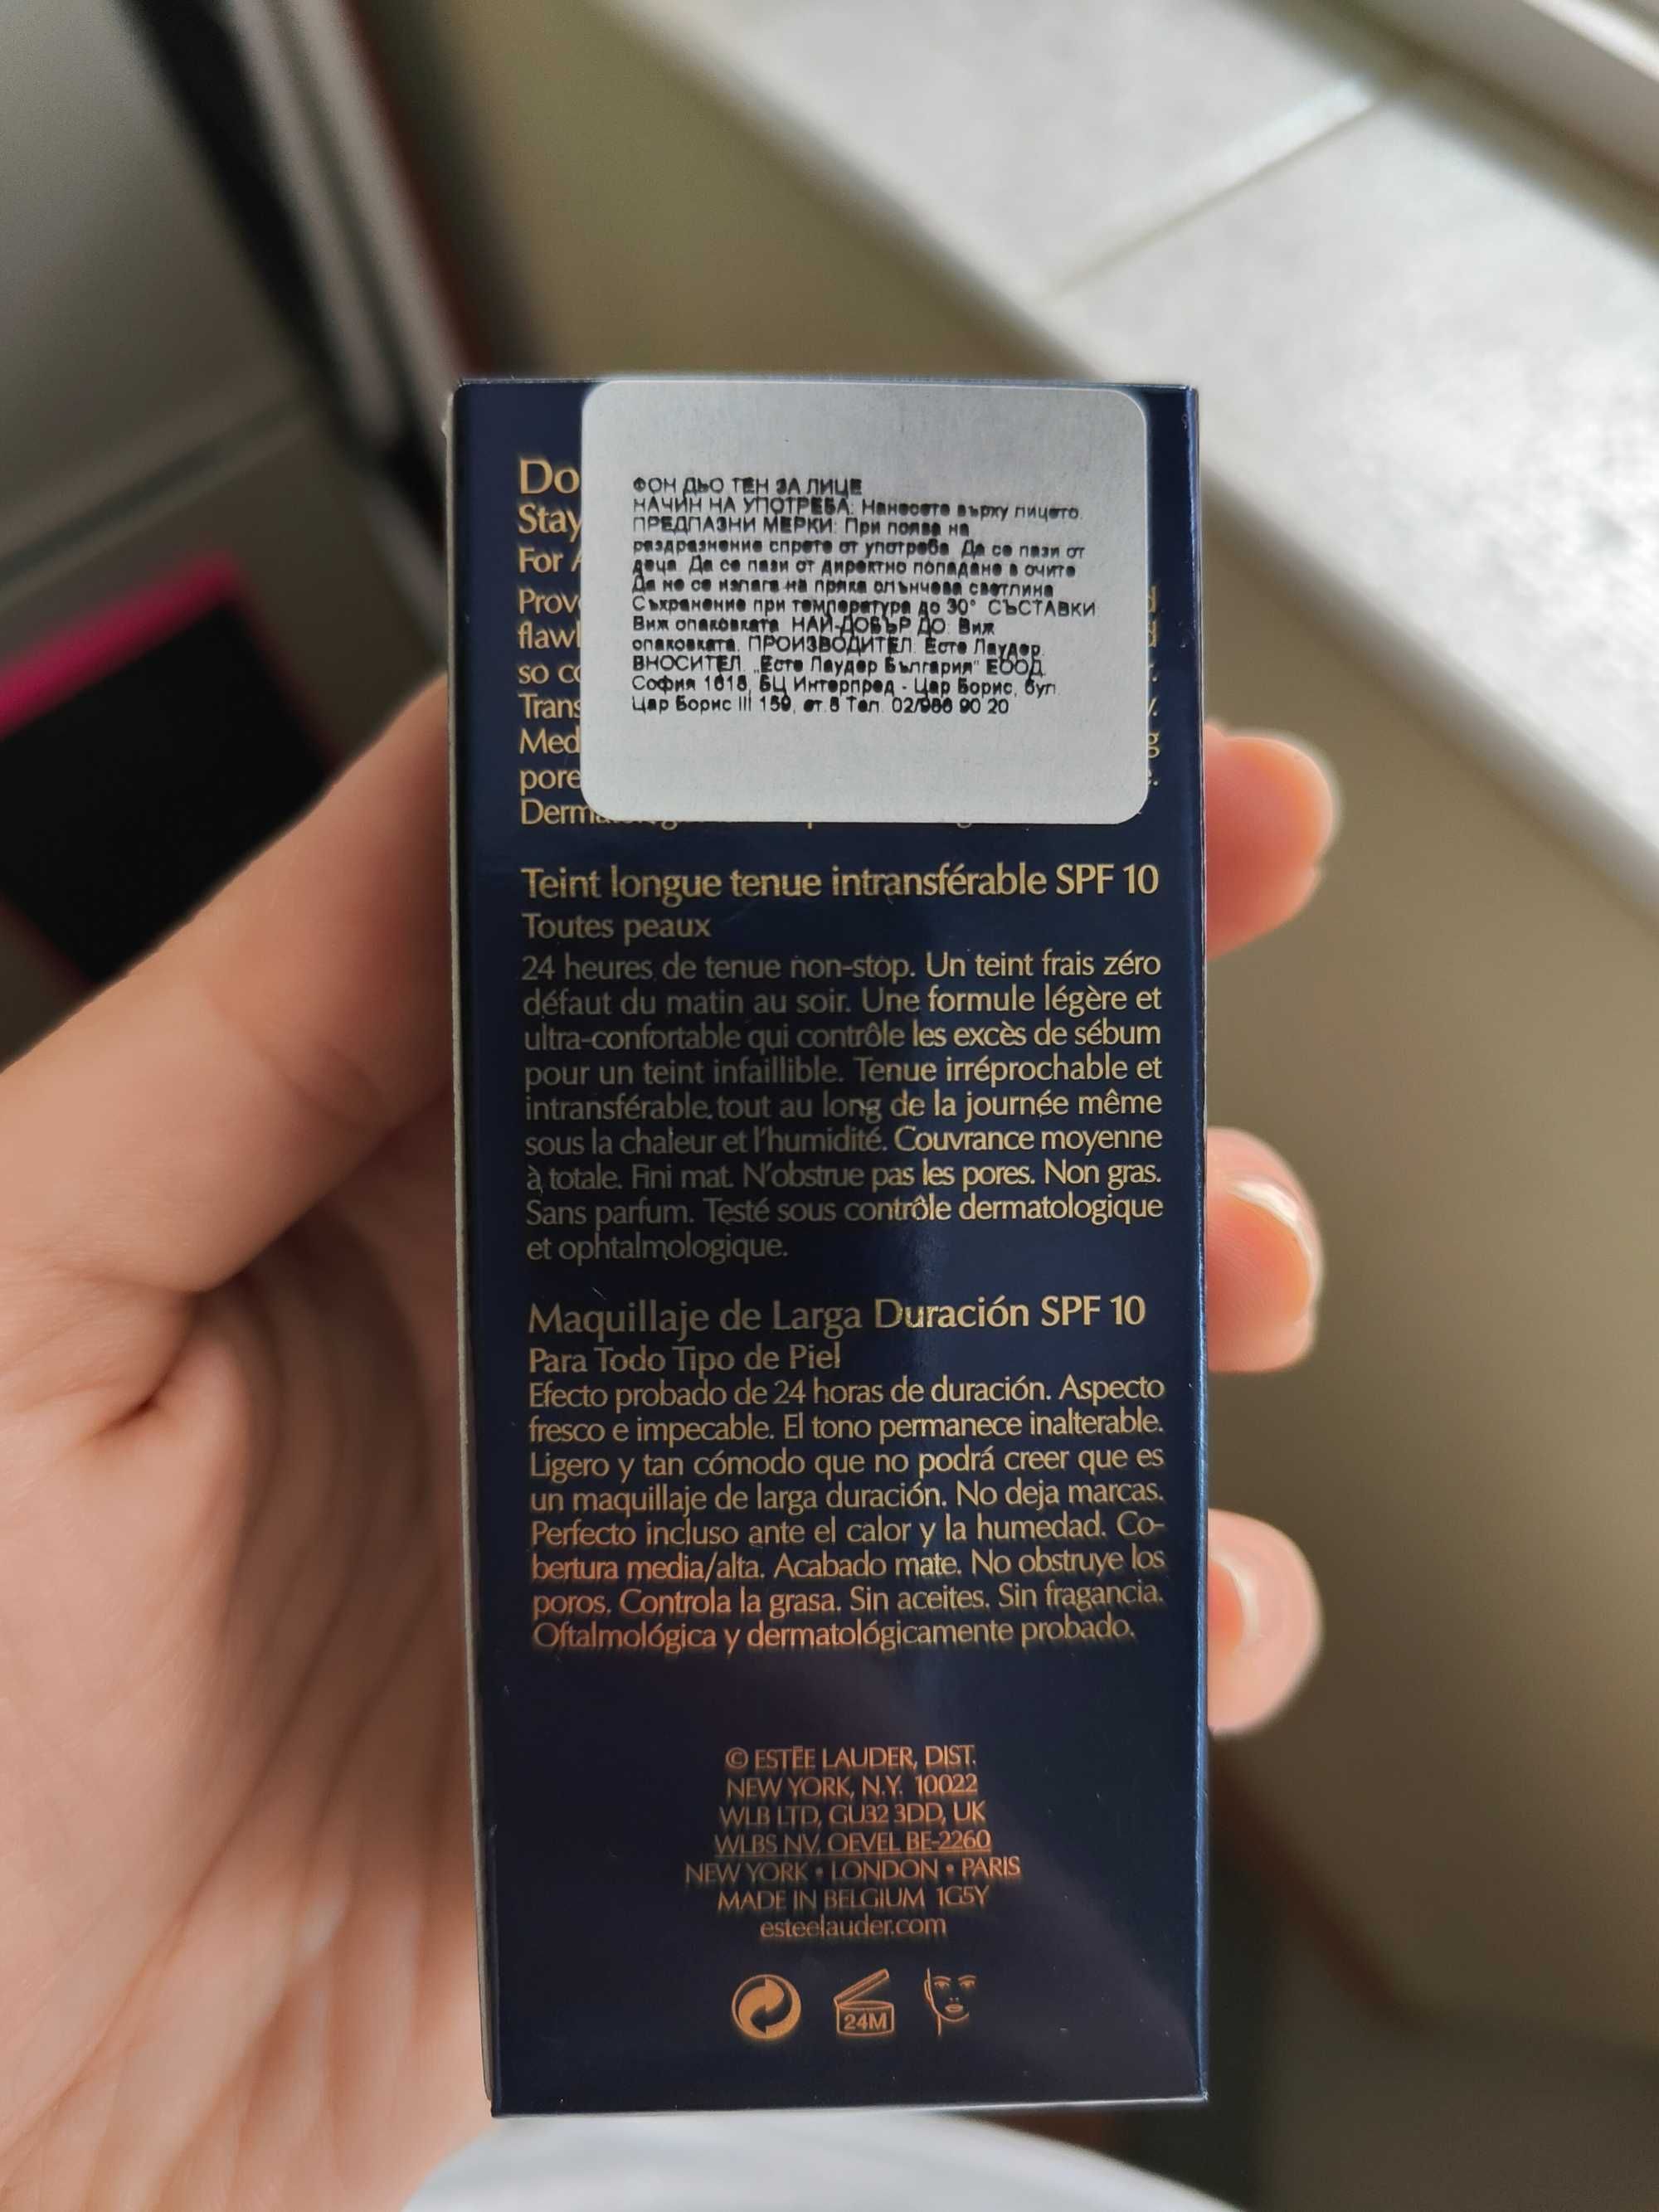 ФОН ДЬО ТЕН ЗА ЛИЦЕ
НАЧИН НА УПОТРЕБА: Нанесете върху лицето.
ПРЕДПАЗНИ МЕРКИ: При поява на
раздразнение спрете от употреба. Да се пази от
деца. Да се пази от директно попадане в очите
Да не се излага на пряка слънчева светлина
Съхранение при температура до 30° СЪСТАВКИ
Виж опаковката НАЙ-ДОБЪР ДО: Виж
опаковката. ПРОИЗВОДИТЕЛ: Есте Лаудер.
ВНОСИТЕЛ: „Есте Лаудер България" ЕООД
София 1618, БЦ Интерпред - Цар Борис, бул.
Цар Борис III 159, ет.8 Тел. 02/988 90 20
Do
Stay
For
Prov
flawl
so co
Trans
Med
pore
Derm
Teint longue tenue intransférable SPF 10
Toutes peaux
24 heures de tenue non-stop. Un teint frais zéro
défaut du matin au soir. Une formule légère et
ultra-confortable qui contrôle les excès de sébum
pour un teint infaillible. Tenue irréprochable et
intransférable tout au long de la journée même
sous la chaleur et l'humidité. Couvrance moyenne
à totale. Fini mat. N'obstrue pas les pores. Non gras.
Sans parfum. Testé sous contrôle dermatologique
et ophtalmologique.
Maquillaje de Larga Duración SPF 10
Para Todo Tipo de Piel
Efecto probado de 24 horas de duración. Aspecto
fresco e impecable. El tono permanece inalterable.
Ligero y tan cómodo que no podrá creer que es
un maquillaje de larga duración. No deja marcas.
Perfecto incluso ante el calor y la humedad. Co-
bertura media/alta. Acabado mate. No obstruye los
poros. Controla la grasa. Sin aceites. Sin fragancia.
Oftalmológica y dermatológicamente probado.
© ESTĒE LAUDER, DIST.
NEW YORK, N.Y. 10022
WLB LTD, GU32 3DD, UK
WLBS NV, OEVEL BE-2260
NEW YORK • LONDON • PARIS
MADE IN BELGIUM 1G5Y
esteelauder.com
24M